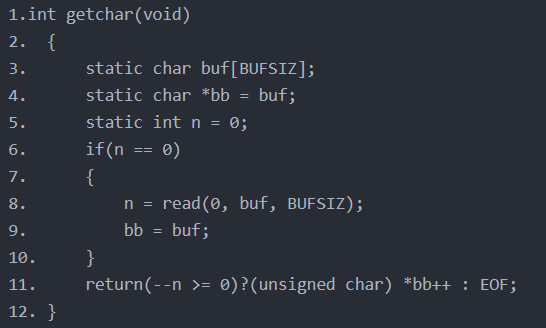 1.int getchar(void)
2.  {
3.      static char buf[BUFSIZ];
4.      static char *bb = buf;
5.      static int n = 0;
6.      if(n == 0)
7.      {
8.          n = read(0, buf, BUFSIZ);
9.          bb = buf;
10.      }
11.      return(--n >= 0)?(unsigned char) *bb++ : EOF;
12. }